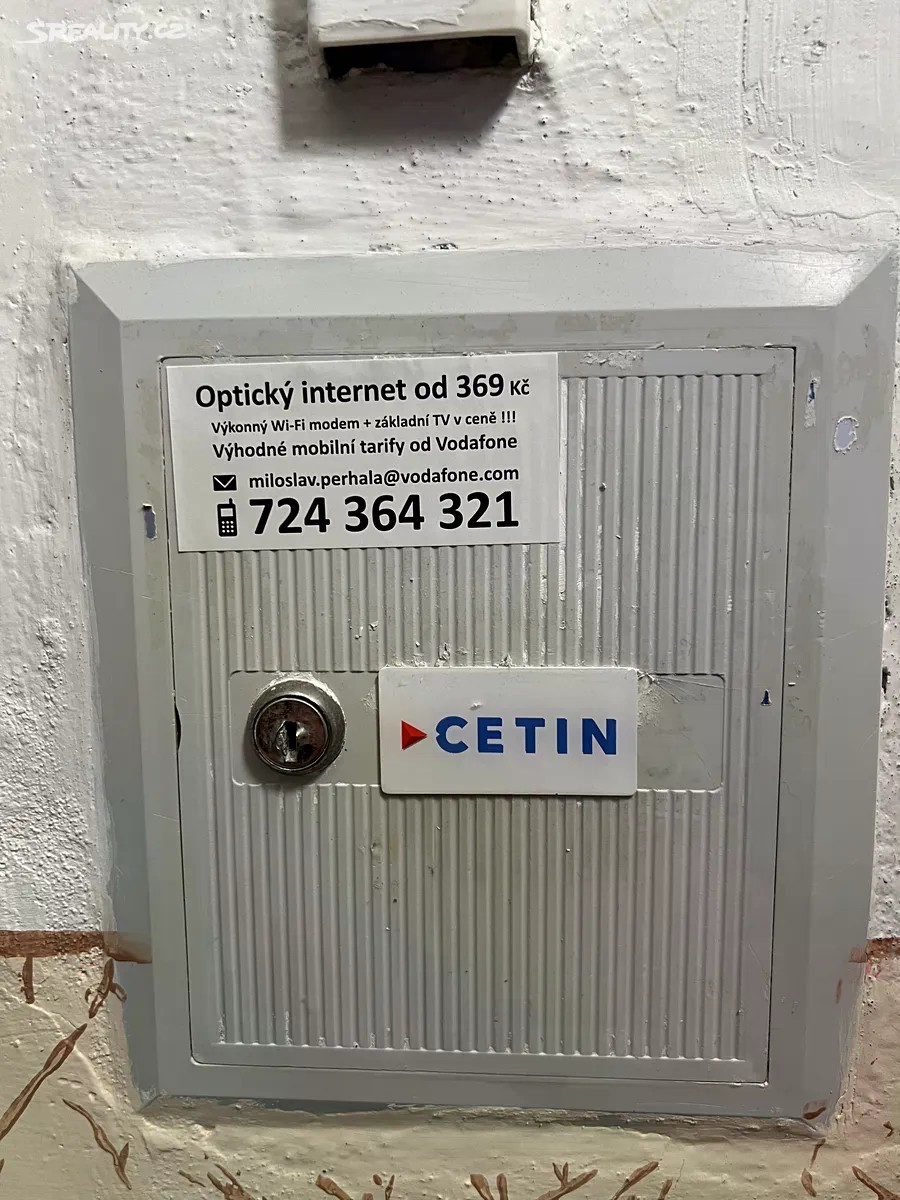 SREALITY.CZ
Optický internet od 369 Kč
Výkonný Wi-Fi modem + základní TV v ceně !!!
Výhodné mobilní tarify od Vodafone
miloslav.perhala@vodafone.com
724 364 321
CETIN